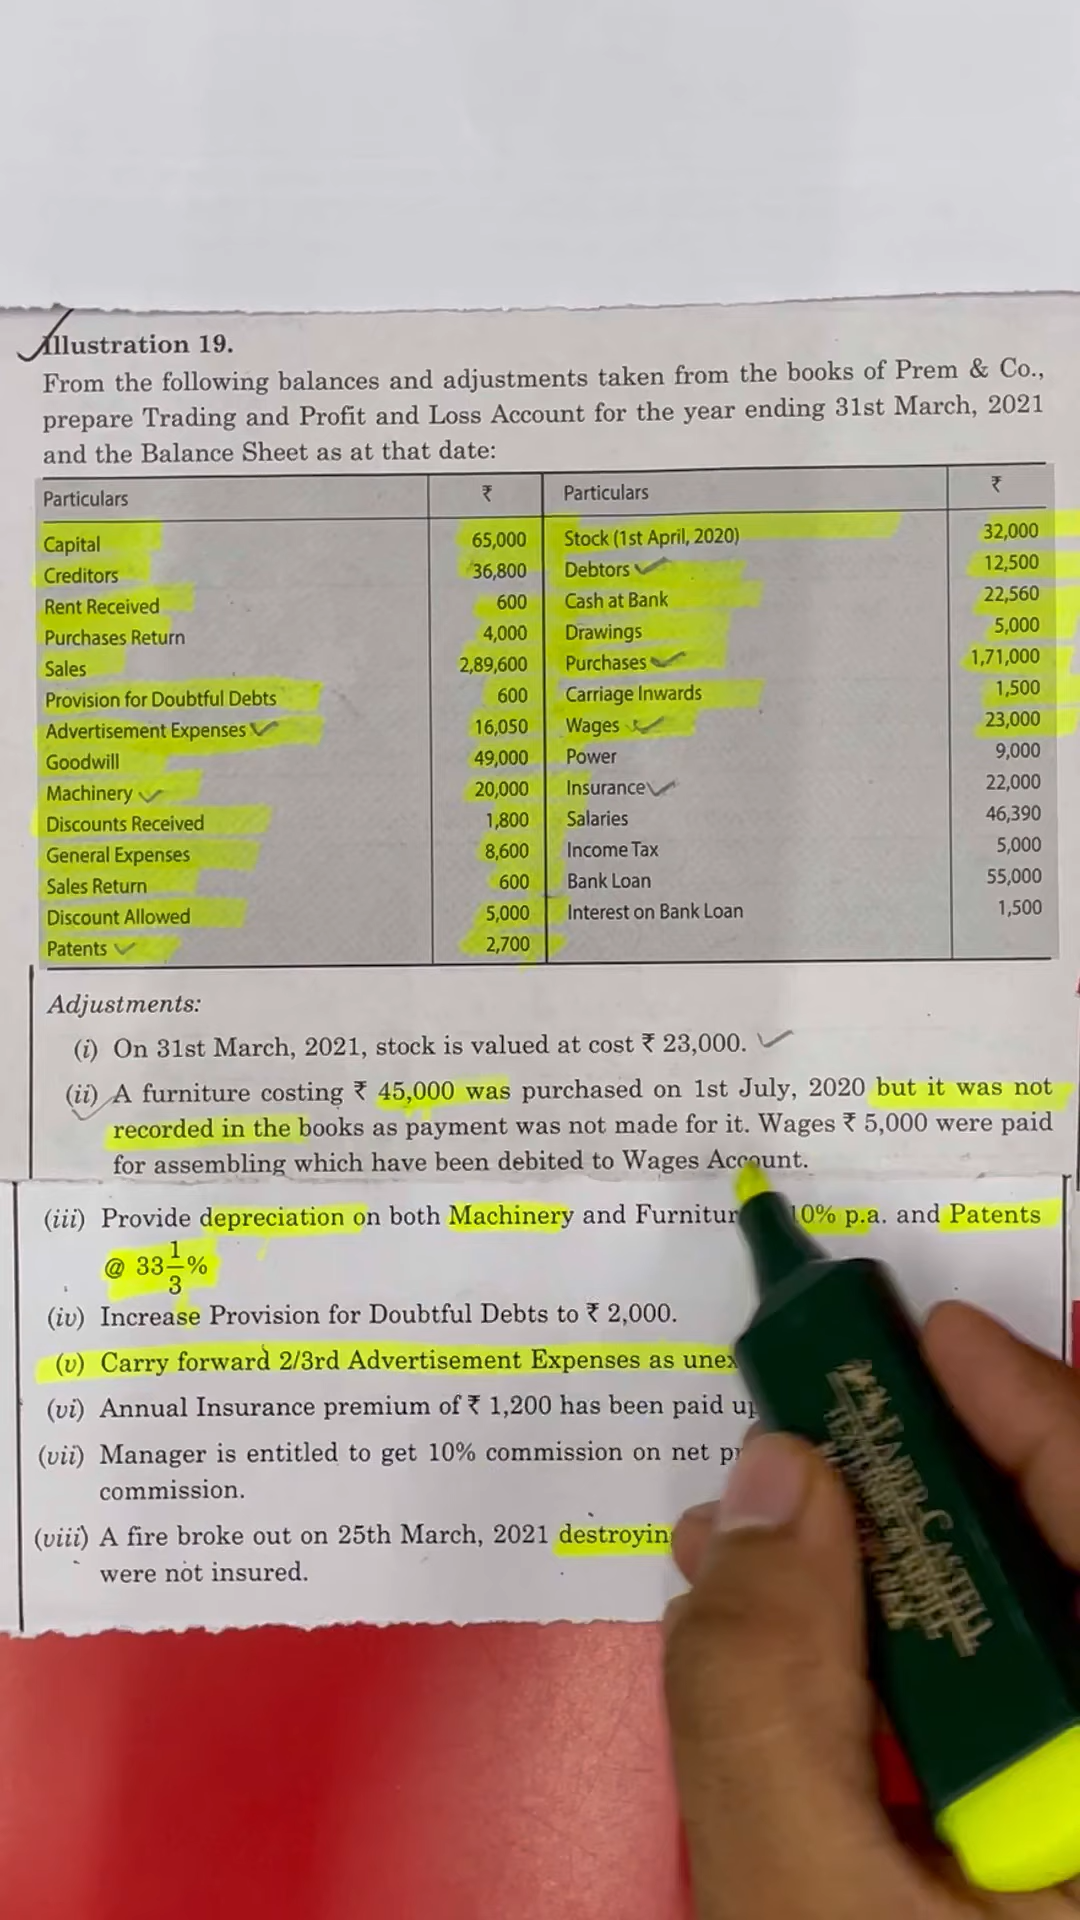 Illustration 19.
From the following balances and adjustments taken from the books of Prem & Co.,
prepare Trading and Profit and Loss Account for the year ending 31st March, 2021
and the Balance Sheet as at that date:
Particulars ₹ Particulars ₹
Capital 65,000 Stock (1st April, 2020) 32,000
Creditors 36,800 Debtors 12,500
Rent Received 600 Cash at Bank 22,560
Purchases Return 4,000 Drawings 5,000
Sales 2,89,600 Purchases 1,71,000
Provision for Doubtful Debts 600 Carriage Inwards 1,500
Advertisement Expenses 16,050 Wages 23,000
Goodwill 49,000 Power 9,000
Machinery 20,000 Insurance 22,000
Discounts Received 1,800 Salaries 46,390
General Expenses 8,600 Income Tax 5,000
Sales Return 600 Bank Loan 55,000
Discount Allowed 5,000 Interest on Bank Loan 1,500
Patents 2,700
Adjustments:
(i) On 31st March, 2021, stock is valued at cost ₹ 23,000.
(ii) A furniture costing ₹ 45,000 was purchased on 1st July, 2020 but it was not
recorded in the books as payment was not made for it. Wages ₹ 5,000 were paid
for assembling which have been debited to Wages Account.
(iii) Provide depreciation on both Machinery and Furnitur 10% p.a. and Patents
@ 33 1/3%
(iv) Increase Provision for Doubtful Debts to ₹ 2,000.
(v) Carry forward 2/3rd Advertisement Expenses as
(vi) Annual Insurance premium of ₹ 1,200 has been paid
(vii) Manager is entitled to get 10% commission on net
commission.
(viii) A fire broke out on 25th March, 2021 destroyin
were not insured.